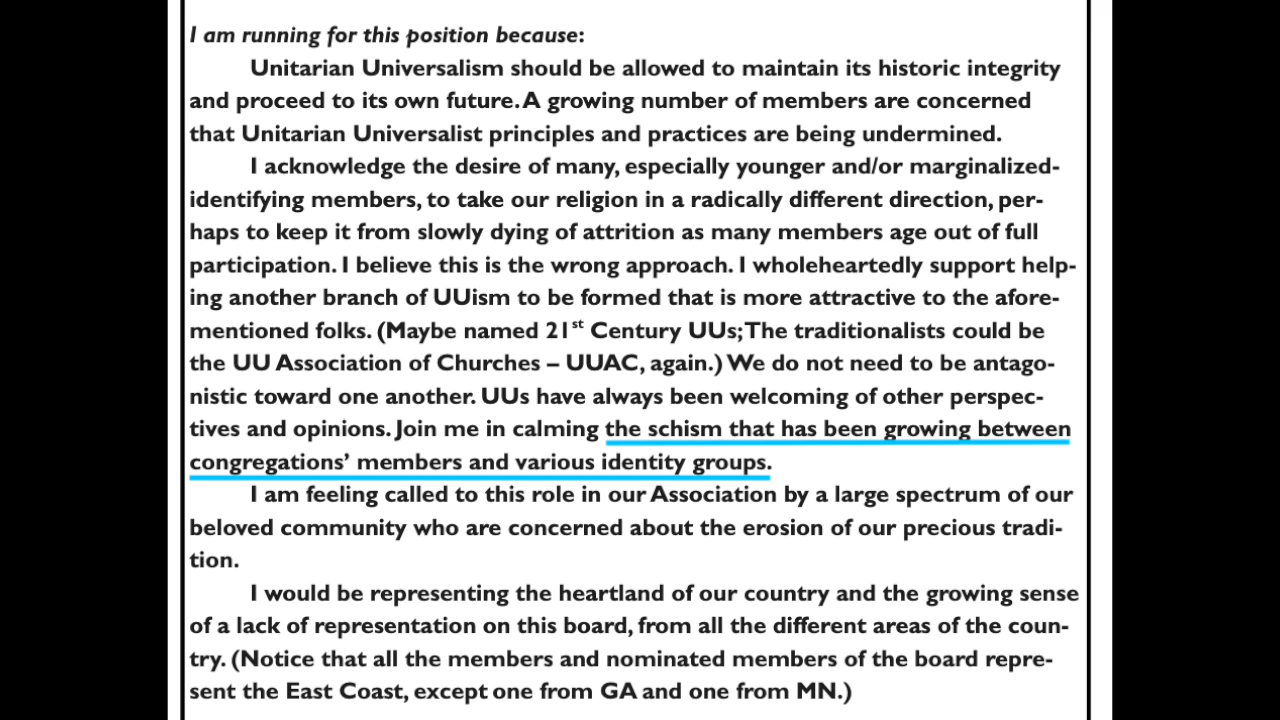 I am running for this position because:
Unitarian Universalism should be allowed to maintain its historic integrity
and proceed to its own future. A growing number of members are concerned
that Unitarian Universalist principles and practices are being undermined.
I acknowledge the desire of many, especially younger and/or marginalized-
identifying members, to take our religion in a radically different direction, per-
haps to keep it from slowly dying of attrition as many members age out of full
participation. I believe this is the wrong approach. I wholeheartedly support help-
ing another branch of UUism to be formed that is more attractive to the afore-
mentioned folks. (Maybe named 21st Century UUs; The traditionalists could be
the UU Association of Churches – UUAC, again.) We do not need to be antago-
nistic toward one another. UUs have always been welcoming of other perspec-
tives and opinions. Join me in calming the schism that has been growing between
congregations’ members and various identity groups.
I am feeling called to this role in our Association by a large spectrum of our
beloved community who are concerned about the erosion of our precious tradi-
tion.
I would be representing the heartland of our country and the growing sense
of a lack of representation on this board, from all the different areas of the coun-
try. (Notice that all the members and nominated members of the board repre-
sent the East Coast, except one from GA and one from MN.)